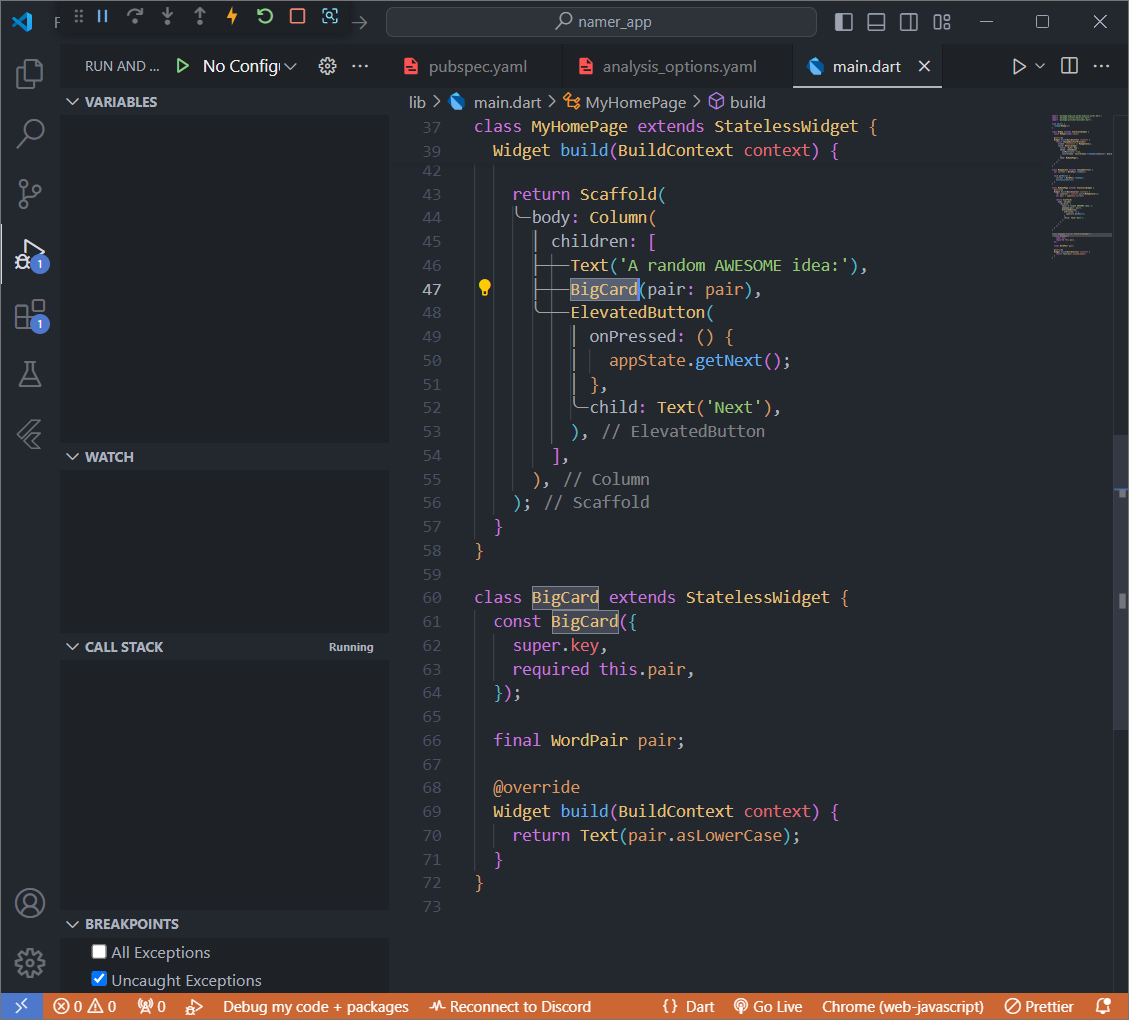 F
namer_app
RUN AND ...
No Config
pubspec.yaml
analysis_options.yaml
main.dart
VARIABLES
lib > main.dart > MyHomePage > build
37 class MyHomePage extends StatelessWidget {
39 Widget build(BuildContext context) {
42
43 return Scaffold(
44 body: Column(
45 children: [
46 Text('A random AWESOME idea:'),
47 BigCard(pair: pair),
48 ElevatedButton(
49 onPressed: () {
50 appState.getNext();
51 },
52 child: Text('Next'),
53 ), // ElevatedButton
54 ],
55 ), // Column
56 ); // Scaffold
57 }
58 }
59
60 class BigCard extends StatelessWidget {
61 const BigCard({
62 super.key,
63 required this.pair,
64 });
65
66 final WordPair pair;
67
68 @override
69 Widget build(BuildContext context) {
70 return Text(pair.asLowerCase);
71 }
72 }
73
1
1
WATCH
CALL STACK
Running
BREAKPOINTS
All Exceptions
Uncaught Exceptions
0 0 0 Debug my code + packages Reconnect to Discord {} Dart Go Live Chrome (web-javascript) Prettier